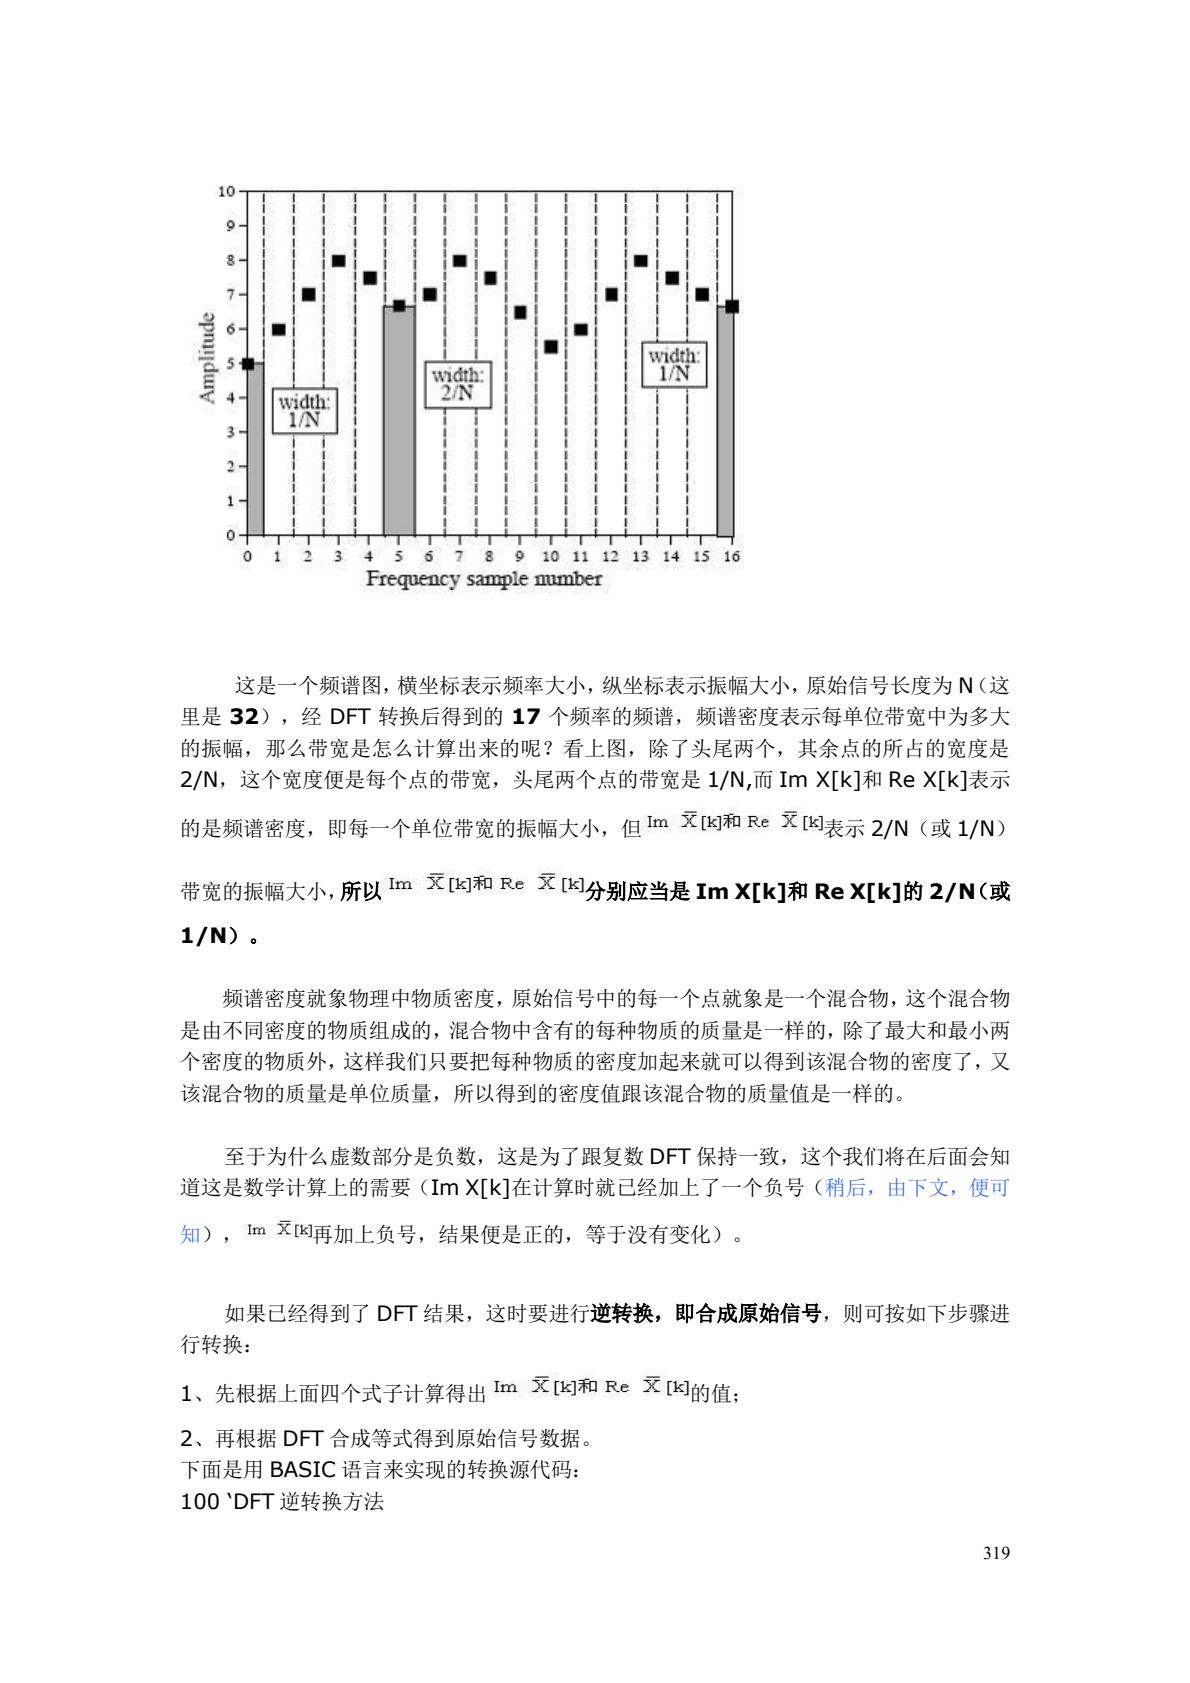 10
9
8
7
6
5
4
3
2
1
0
Amplitude
width:
1/N
width:
2/N
width:
1/N
0 1 2 3 4 5 6 7 8 9 10 11 12 13 14 15 16
Frequency sample number
这是一个频谱图，横坐标表示频率大小，纵坐标表示振幅大小，原始信号长度为 N（这
里是 32），经 DFT 转换后得到的 17 个频率的频谱，频谱密度表示每单位带宽中为多大
的振幅，那么带宽是怎么计算出来的呢？看上图，除了头尾两个，其余点的所占的宽度是
2/N，这个宽度便是每个点的带宽，头尾两个点的带宽是 1/N,而 Im X[k]和 Re X[k]表示
的是频谱密度，即每一个单位带宽的振幅大小，但 Im X̅ [k]和 Re X̅ [k]表示 2/N（或 1/N）
带宽的振幅大小，所以 Im X̅ [k]和 Re X̅ [k]分别应当是 Im X[k]和 Re X[k]的 2/N（或
1/N）。
频谱密度就象物理中物质密度，原始信号中的每一个点就象是一个混合物，这个混合物
是由不同密度的物质组成的，混合物中含有的每种物质的质量是一样的，除了最大和最小两
个密度的物质外，这样我们只要把每种物质的密度加起来就可以得到该混合物的密度了，又
该混合物的质量是单位质量，所以得到的密度值跟该混合物的质量值是一样的。
至于为什么虚数部分是负数，这是为了跟复数 DFT 保持一致，这个我们将在后面会知
道这是数学计算上的需要（Im X[k]在计算时就已经加上了一个负号（稍后，由下文，便可
知），Im X̅ [k]再加上负号，结果便是正的，等于没有变化）。
如果已经得到了 DFT 结果，这时要进行逆转换，即合成原始信号，则可按如下步骤进
行转换：
1、先根据上面四个式子计算得出 Im X̅ [k]和 Re X̅ [k]的值；
2、再根据 DFT 合成等式得到原始信号数据。
下面是用 BASIC 语言来实现的转换源代码：
100 ‘DFT 逆转换方法
319